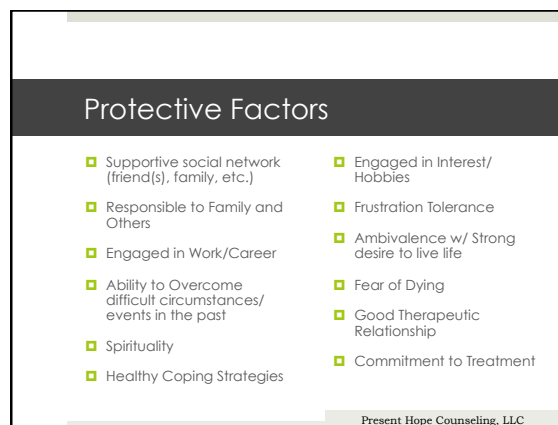 Protective Factors
Supportive social network
(friend(s), family, etc.)
Responsible to Family and
Others
Engaged in Work/Career
Ability to Overcome
difficult circumstances/
events in the past
Spirituality
Healthy Coping Strategies
Engaged in Interest/
Hobbies
Frustration Tolerance
Ambivalence w/ Strong
desire to live life
Fear of Dying
Good Therapeutic
Relationship
Commitment to Treatment
Present Hope Counseling, LLC